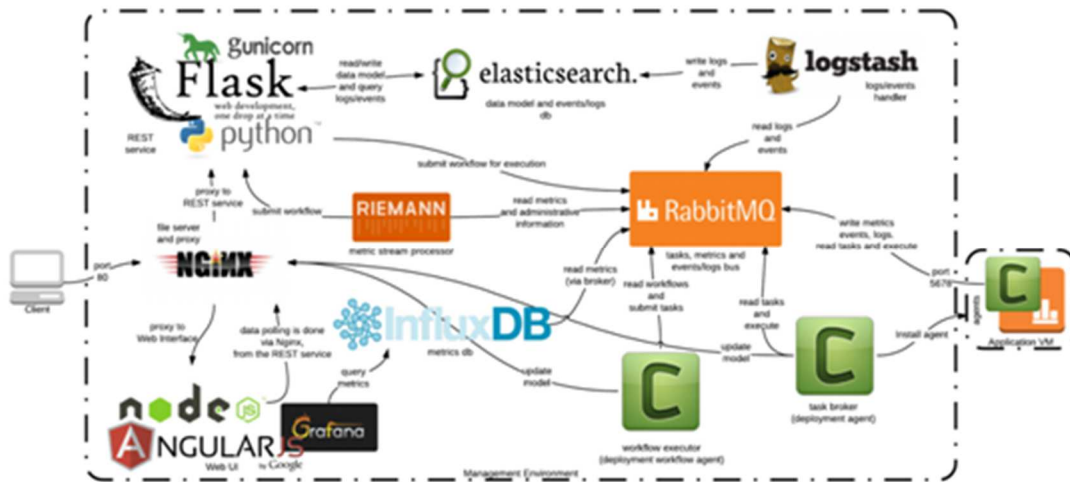 gunicorn
Flask
web development,
one drop at a time
python™
REST
service
read/write
data model
and query
logs/events
elasticsearch.
data model and events/logs
db
write logs
and
events
logstash
logs/events
handler
read logs
and
events
submit workflow for execution
proxy to
REST service
submit workflow
RIEMANN
metric stream processor
read metrics
and administrative
information
RabbitMQ
tasks, metrics and
events/logs bus
write metrics
events, logs.
read tasks and execute
file server
and proxy
NGINX
port
80
Client
port
5678
C
agents
Application VM
read metrics
(via broker)
read workflows
and
submit tasks
read tasks
and
execute
Install agent
proxy to
Web Interface
data polling is done
via Nginx,
from the REST service
InfluxDB
metrics db
update
model
update
model
query
metrics
C
workflow executor
(deployment workflow agent)
C
task broker
(deployment agent)
node JS
ANGULARJS
by Google
Web UI
Grafana
Management Environment